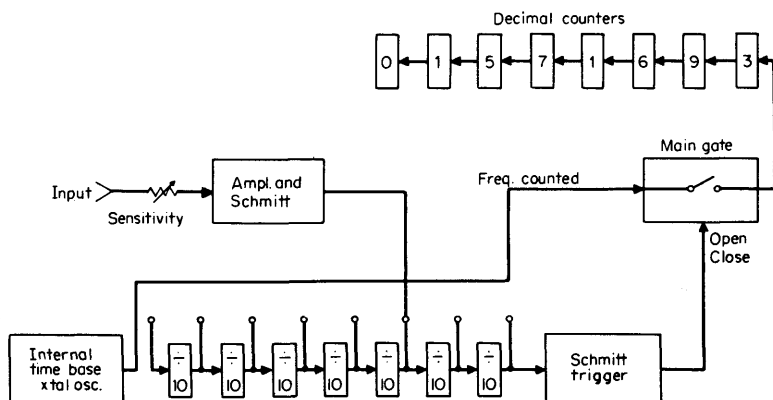 Decimal counters
0 1 5 7 1 6 9 3
Main gate
Input
Ampl. and
Schmitt
Freq. counted
Sensitivity
Open
Close
Internal
time base
xtal osc.
÷ ÷ ÷ ÷ ÷ ÷ ÷
10 10 10 10 10 10 10
Schmitt
trigger